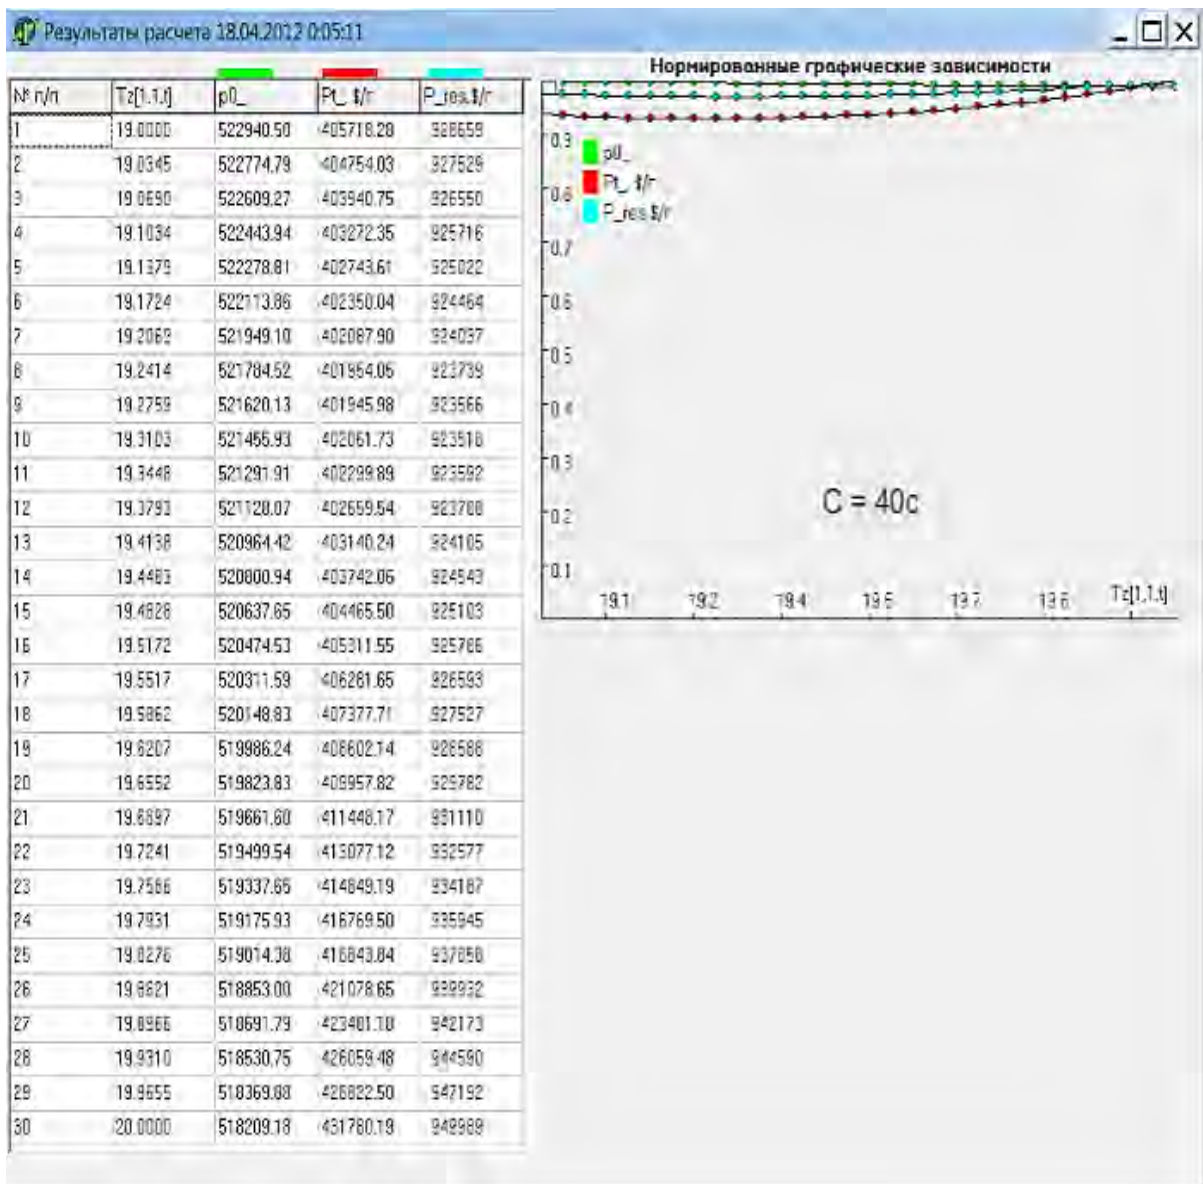 Результаты расчета 18.04.2012 0:05:11
№ п/п Tz[1.1.t] p0_ Pt_ $/г P_res.$/г
1 19.0000 522940.50 405718.28 928659
2 19.0345 522774.79 404754.03 927529
3 19.0690 522609.27 403940.75 926550
4 19.1034 522443.94 403272.35 925716
5 19.1379 522278.81 402743.61 925022
6 19.1724 522113.86 402350.04 924464
7 19.2069 521949.10 402087.90 924037
8 19.2414 521784.52 401954.05 923739
9 19.2759 521620.13 401945.98 923566
10 19.3103 521455.93 402061.73 923518
11 19.3448 521291.91 402299.89 923592
12 19.3793 521128.07 402659.54 923788
13 19.4138 520964.42 403140.24 924105
14 19.4483 520800.94 403742.06 924543
15 19.4828 520637.65 404465.50 925103
16 19.5172 520474.53 405311.55 925786
17 19.5517 520311.59 406281.65 926593
18 19.5862 520148.83 407377.71 927527
19 19.6207 519986.24 408602.14 928588
20 19.6552 519823.83 409957.82 929782
21 19.6897 519661.60 411448.17 931110
22 19.7241 519499.54 413077.12 932577
23 19.7586 519337.65 414849.19 934187
24 19.7931 519175.93 416769.50 935945
25 19.8276 519014.38 418843.84 937858
26 19.8621 518853.00 421078.65 939932
27 19.8966 518691.79 423481.18 942173
28 19.9310 518530.75 426059.48 944590
29 19.9655 518369.88 428822.50 947192
30 20.0000 518209.18 431780.19 949989
Нормированные графические зависимости
0.9
p0_
Pt_ $/г
P_res.$/г
0.7
0.6
0.5
0.4
0.3
0.2
0.1
C = 40c
19.1 19.2 19.4 19.5 19.7 Tz[1.1.t]